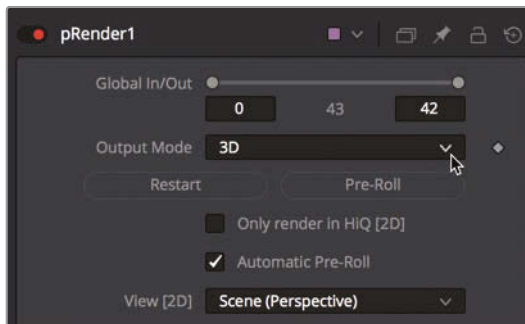 pRender1
Global In/Out
0 43 42
Output Mode 3D
Restart Pre-Roll
Only render in HiQ [2D]
Automatic Pre-Roll
View [2D] Scene (Perspective)